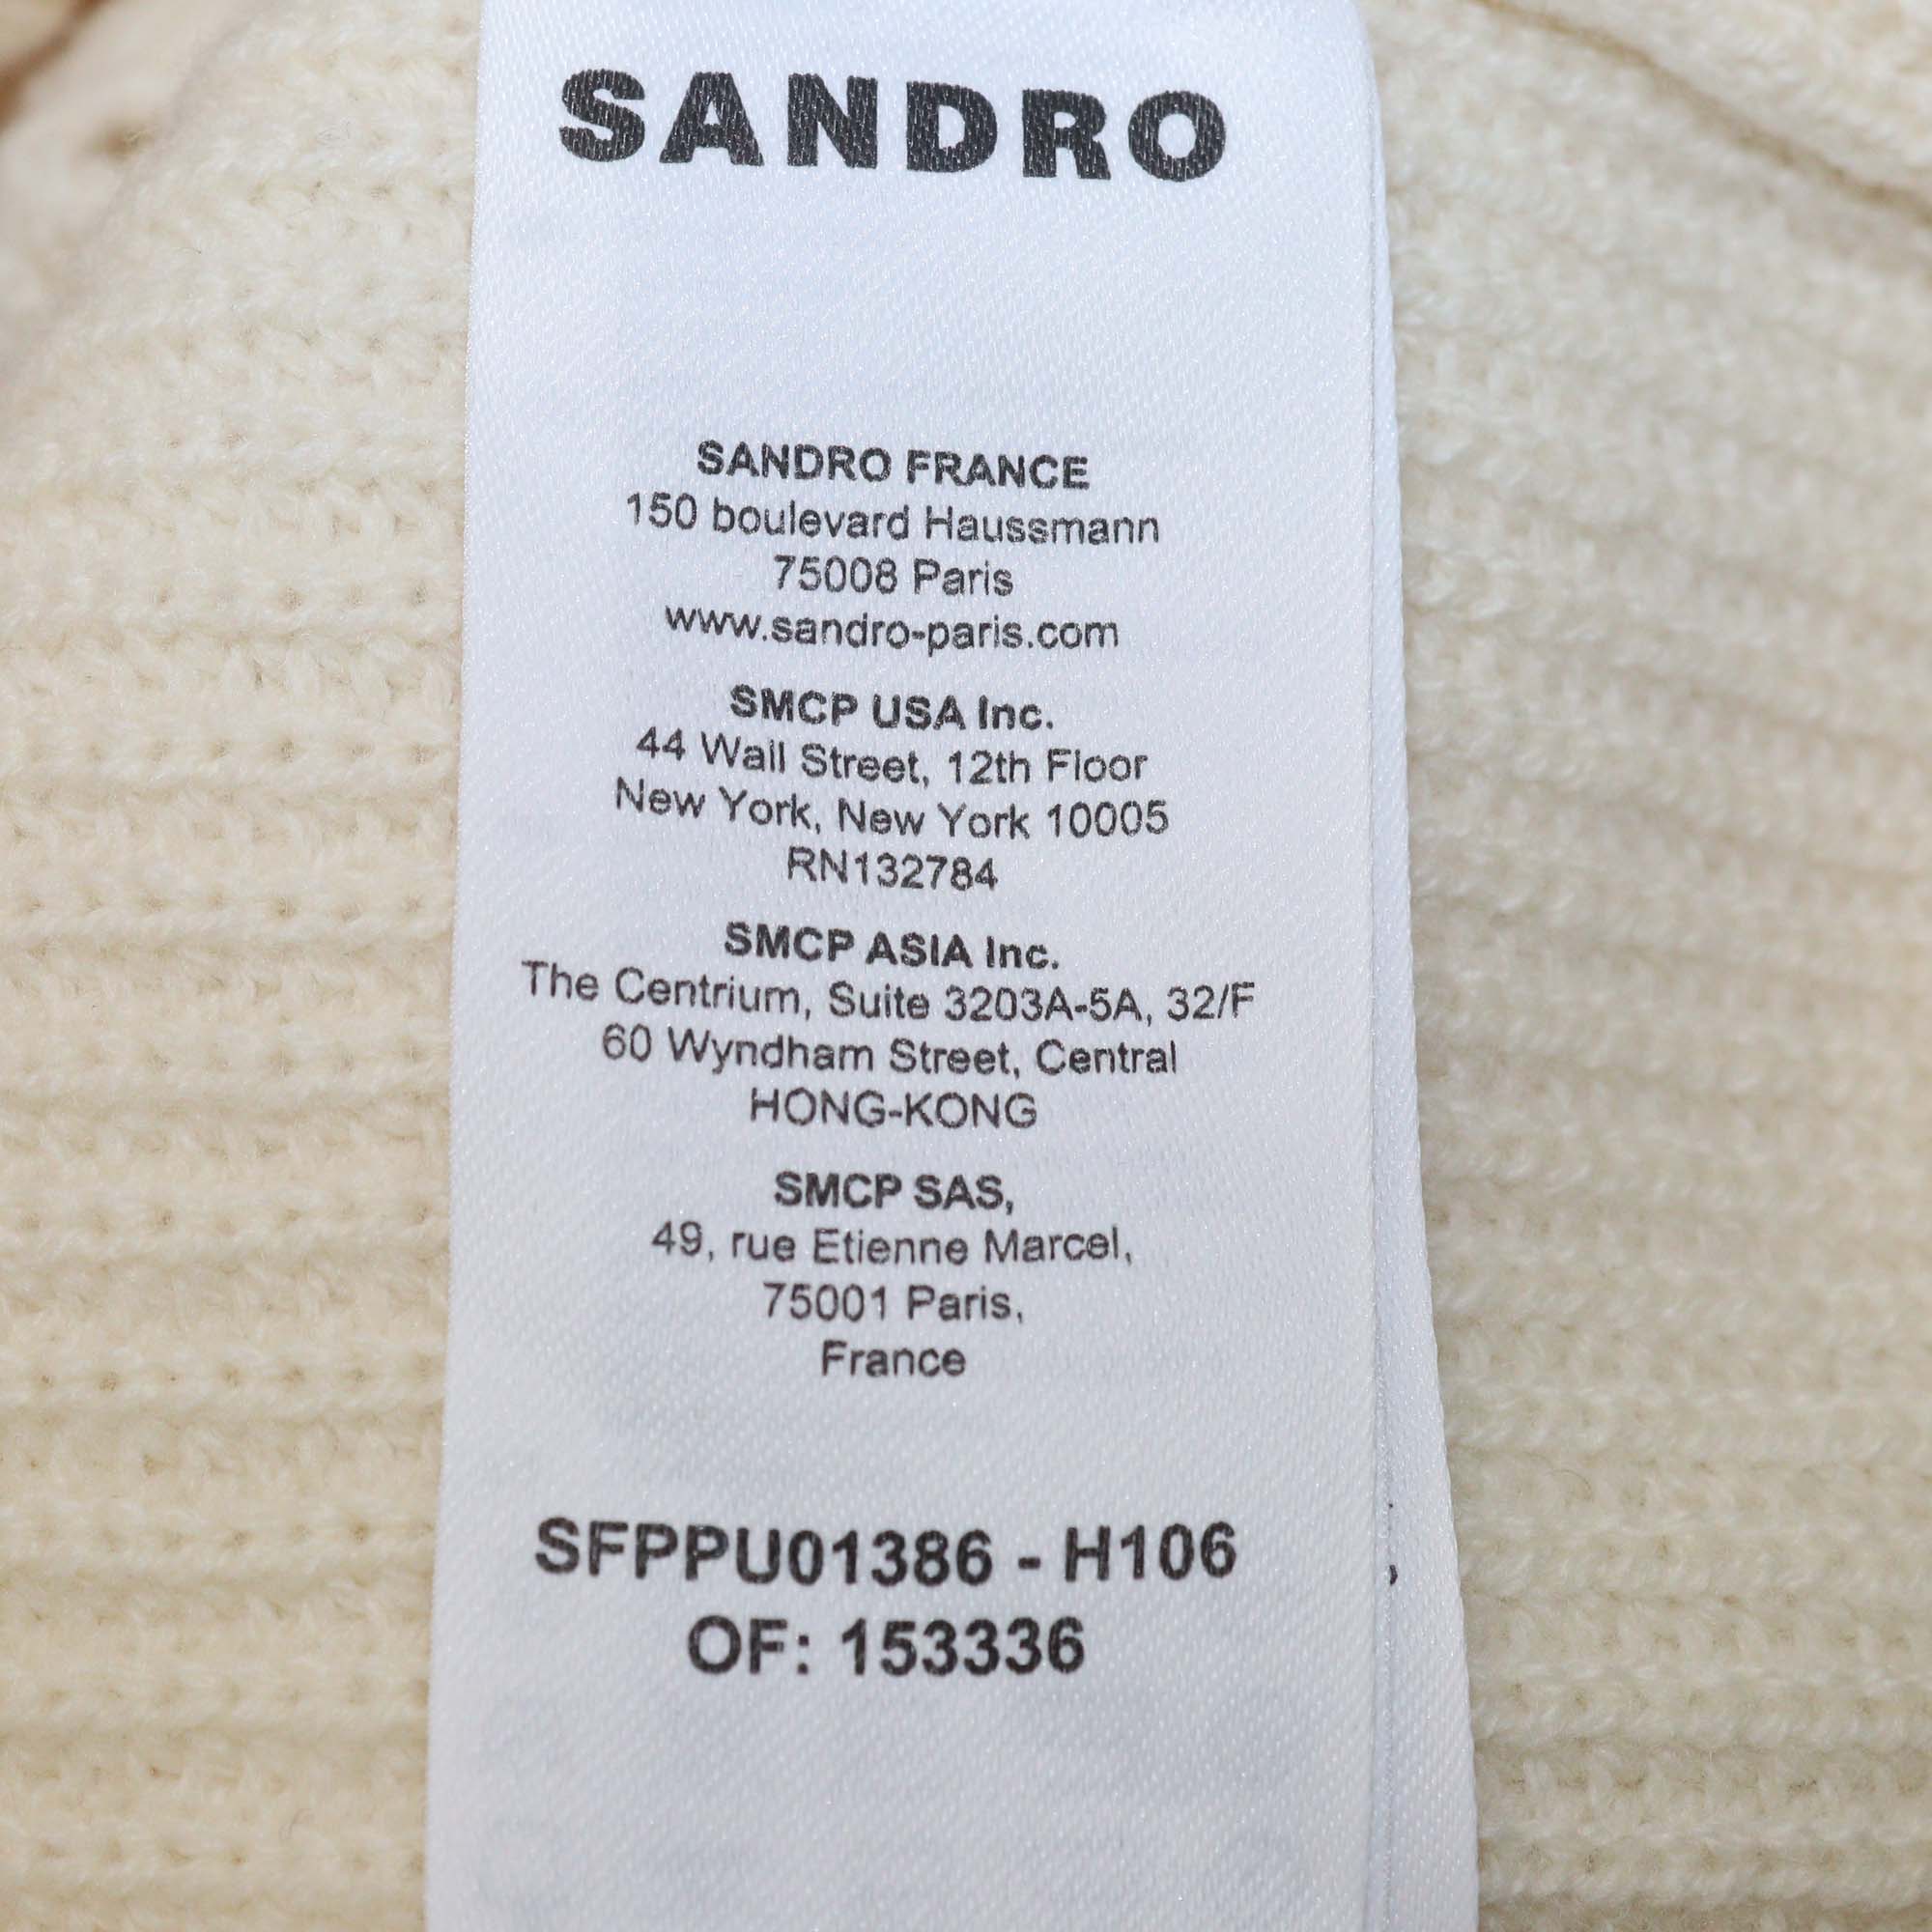 SANDRO
SANDRO FRANCE
150 boulevard Haussmann
75008 Paris
www.sandro-paris.com
SMCP USA Inc.
44 Wall Street, 12th Floor
New York, New York 10005
RN132784
SMCP ASIA Inc.
The Centrium, Suite 3203A-5A, 32/F
60 Wyndham Street, Central
HONG-KONG
SMCP SAS,
49, rue Etienne Marcel,
75001 Paris,
France
SFPPU01386 - H106
OF: 153336